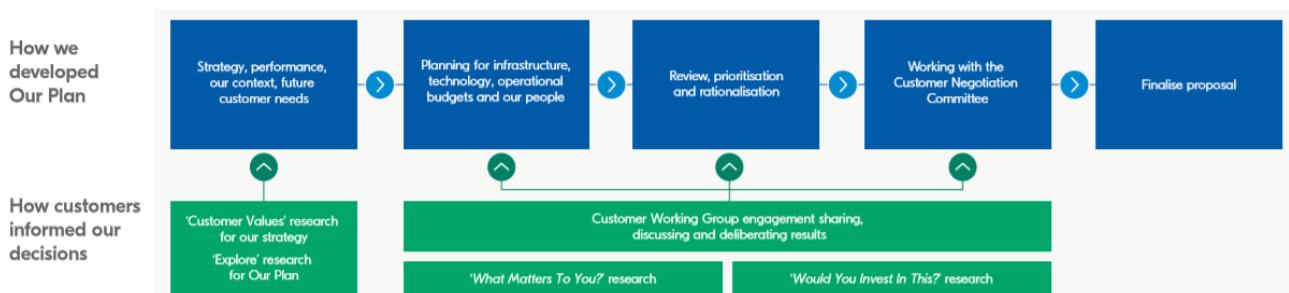 How we
developed
Our Plan
Strategy, performance,
our context, future
customer needs
Planning for infrastructure,
technology, operational
budgets and our people
Review, prioritisation
and rationalisation
Working with the
Customer Negotiation
Committee
Finalise proposal
How customers
informed our
decisions
'Customer Values' research
for our strategy
'Explore' research
for Our Plan
Customer Working Group engagement sharing,
discussing and deliberating results
'What Matters To You?' research
'Would You Invest In This?' research